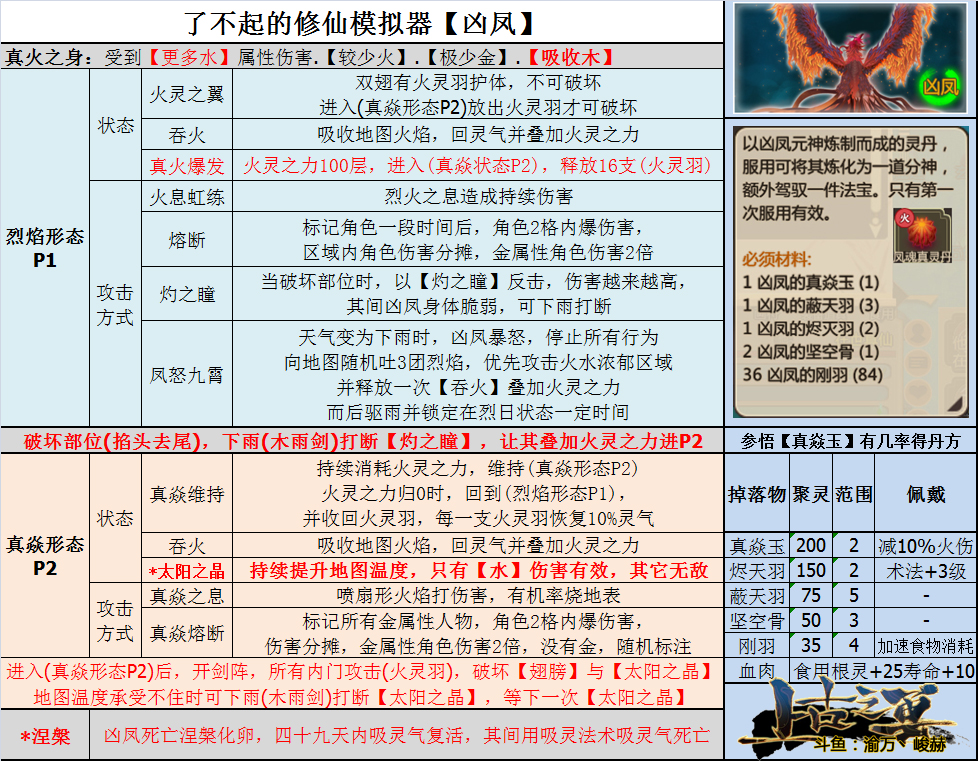 了不起的修仙模拟器【凶凤】
真火之身：受到【更多水】属性伤害.【较少火】.【极少金】.【吸收木】
烈焰形态
P1
状态
火灵之翼
双翅有火灵羽护体，不可破坏
进入(真焱形态P2)放出火灵羽才可破坏
吞火
吸收地图火焰，回灵气并叠加火灵之力
真火爆发
火灵之力100层，进入(真焱状态P2)，释放16支(火灵羽)
攻击
方式
火息虹练
烈火之息造成持续伤害
熔断
标记角色一段时间后，角色2格内爆伤害，
区域内角色伤害分摊，金属性角色伤害2倍
灼之瞳
当破坏部位时，以【灼之瞳】反击，伤害越来越高，
其间凶凤身体脆弱，可下雨打断
凤怒九霄
天气变为下雨时，凶凤暴怒，停止所有行为
向地图随机吐3团烈焰，优先攻击火水浓郁区域
并释放一次【吞火】叠加火灵之力
而后驱雨并锁定在烈日状态一定时间
破坏部位(掐头去尾)，下雨(木雨剑)打断【灼之瞳】，让其叠加火灵之力进P2
真焱形态
P2
状态
真焱维持
持续消耗火灵之力，维持(真焱形态P2)
火灵之力归0时，回到(烈焰形态P1)，
并收回火灵羽，每一支火灵羽恢复10%灵气
吞火
吸收地图火焰，回灵气并叠加火灵之力
*太阳之晶
持续提升地图温度，只有【水】伤害有效，其它无敌
攻击
方式
真焱之息
喷扇形火焰打伤害，有机率烧地表
真焱熔断
标记所有金属性人物，角色2格内爆伤害，
伤害分摊，金属性角色伤害2倍，没有金，随机标注
进入(真焱形态P2)后，开剑阵，所有内门攻击(火灵羽)，破坏【翅膀】与【太阳之晶】
地图温度承受不住时可下雨(木雨剑)打断【太阳之晶】，等下一次【太阳之晶】
*涅槃
凶凤死亡涅槃化卵，四十九天内吸灵气复活，其间用吸灵法术吸灵气死亡
凶凤
以凶凤元神炼制而成的灵丹，
服用可将其炼化为一道分神，
额外驾驭一件法宝。只有第一
次服用有效。
火
凤魂真灵丹
必须材料:
1 凶凤的真焱玉 (1)
1 凶凤的蔽天羽 (3)
1 凶凤的烬灭羽 (2)
2 凶凤的坚空骨 (1)
36 凶凤的刚羽 (84)
参悟【真焱玉】有几率得丹方
掉落物 聚灵 范围 佩戴
真焱玉 200 2 减10%火伤
烬天羽 150 2 术法+3级
蔽天羽 75 5 -
坚空骨 50 3 -
刚羽 35 4 加速食物消耗
血肉 食用根灵+25寿命+10
上古之章
斗鱼：渝万丶峻赫